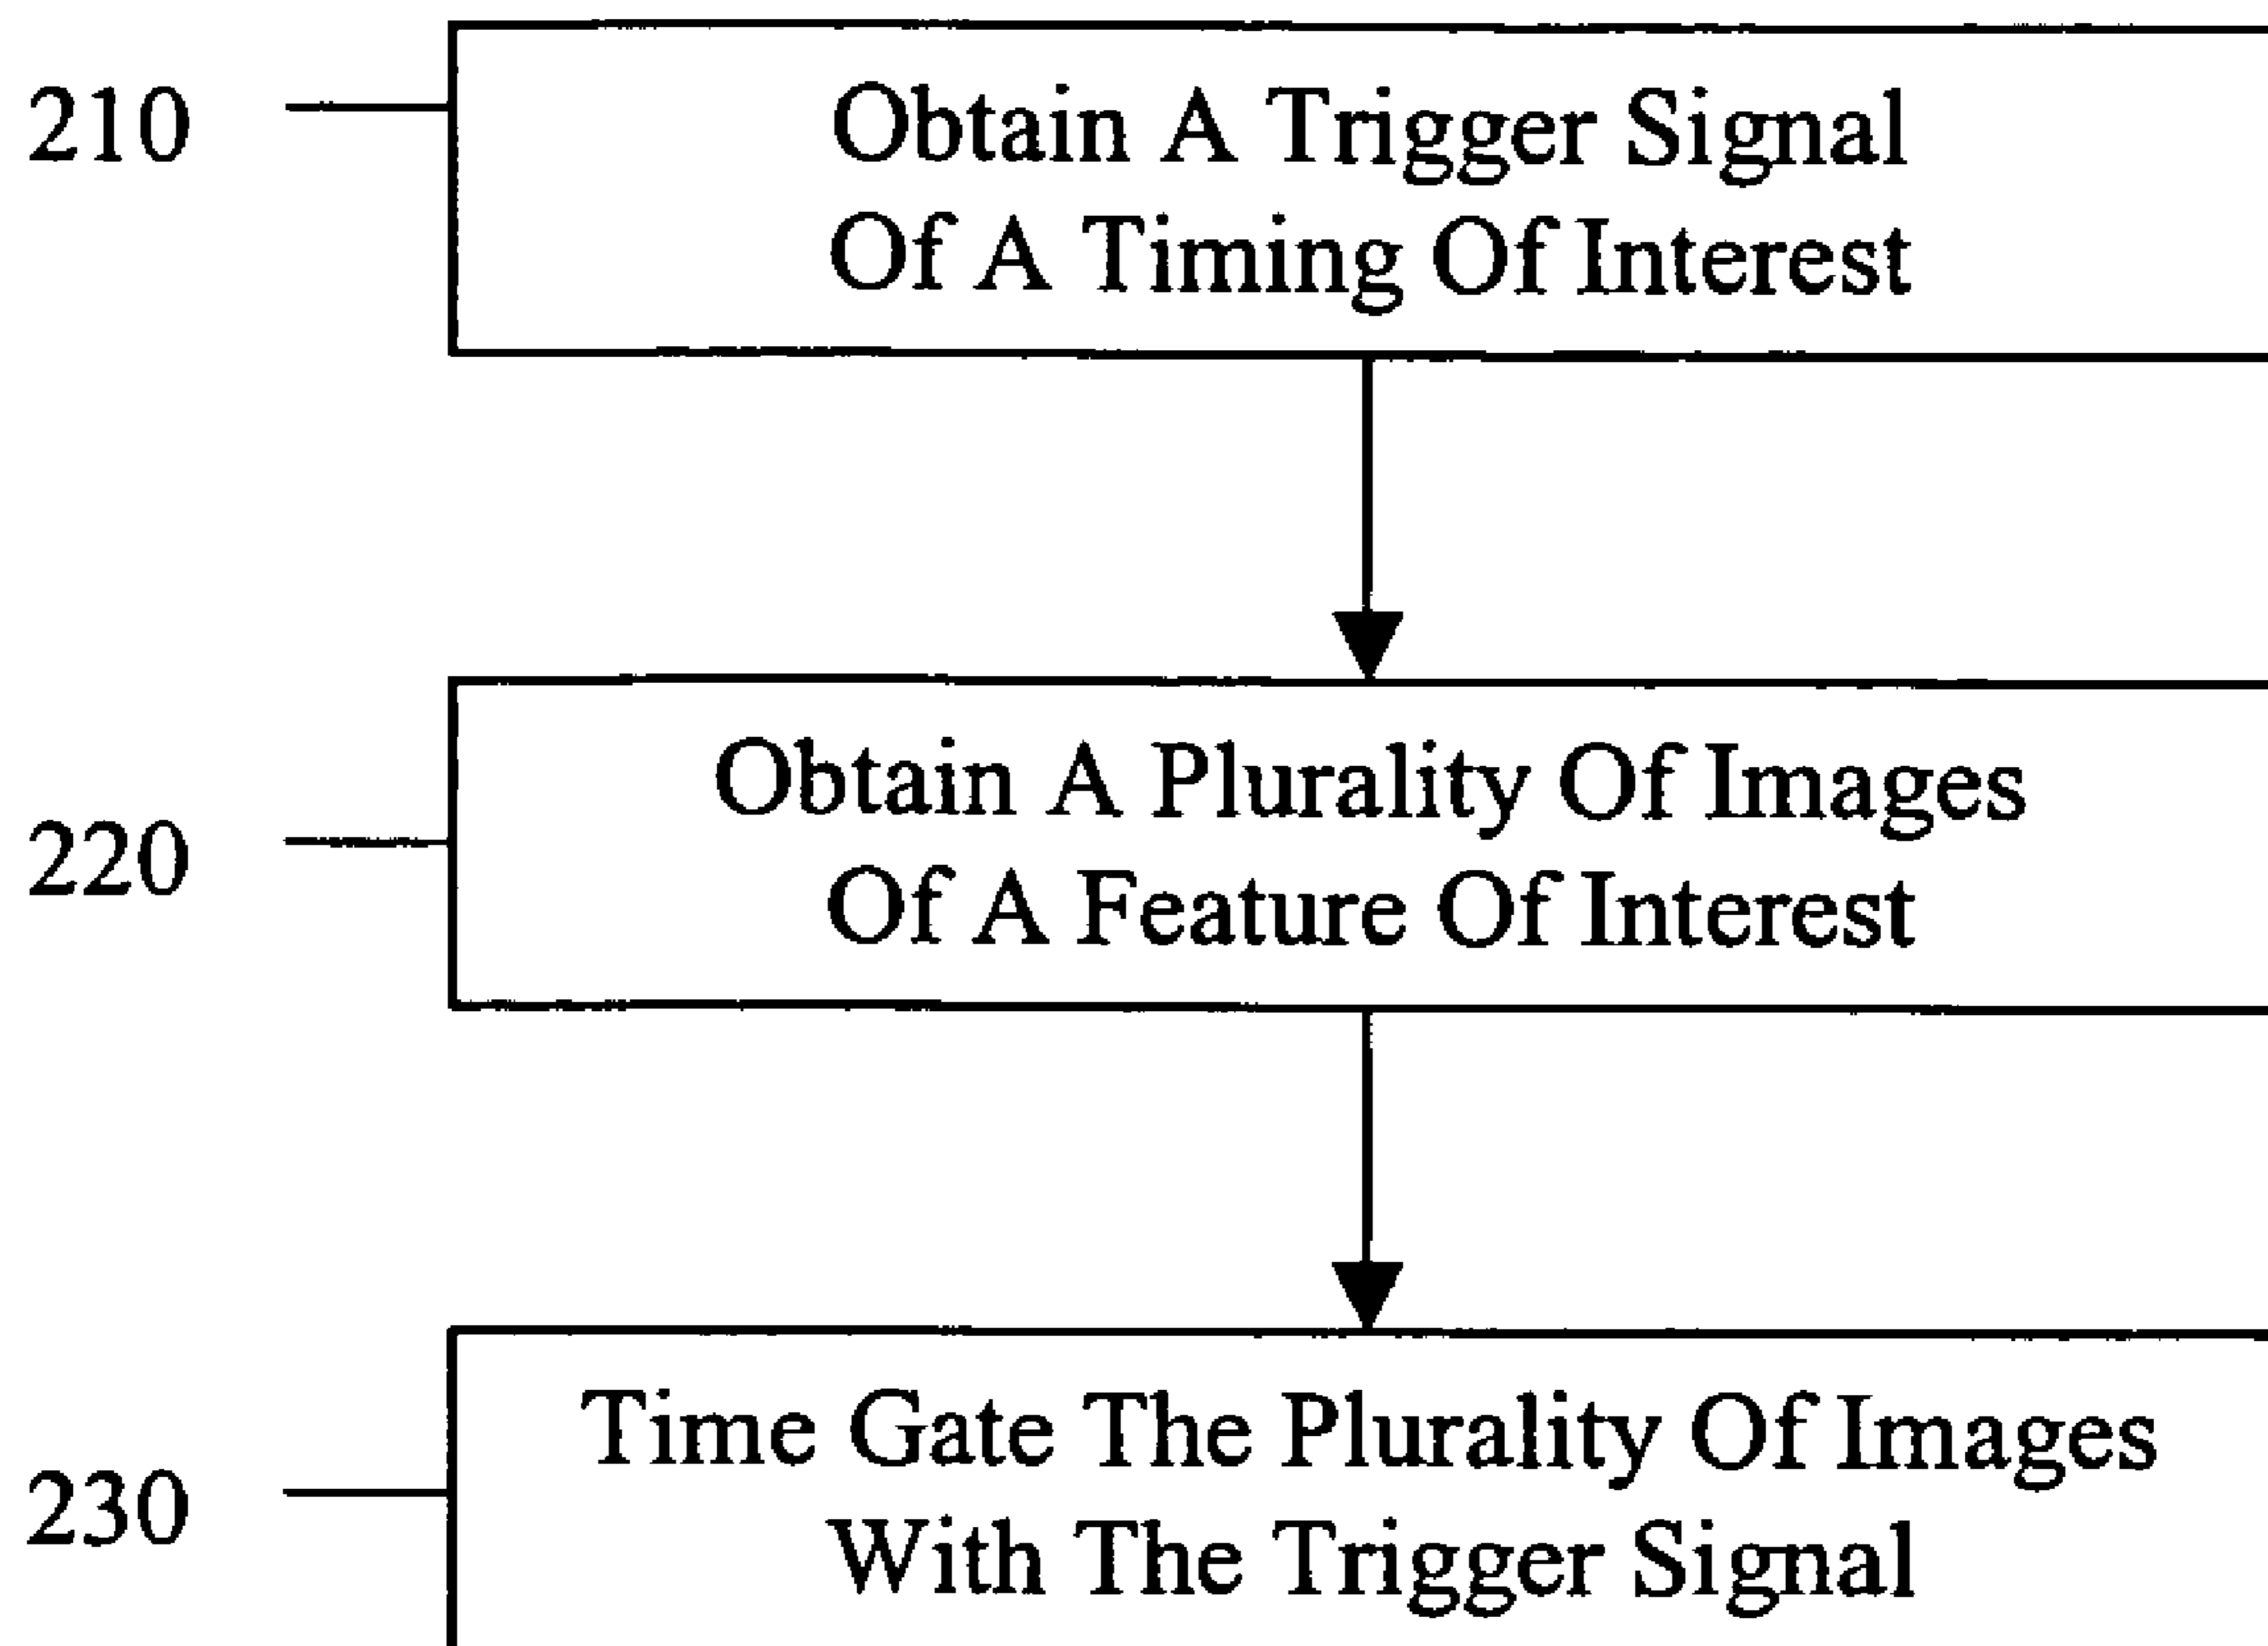 210
Obtain A Trigger Signal
Of A Timing Of Interest
220
Obtain A Plurality Of Images
Of A Feature Of Interest
230
Time Gate The Plurality Of Images
With The Trigger Signal